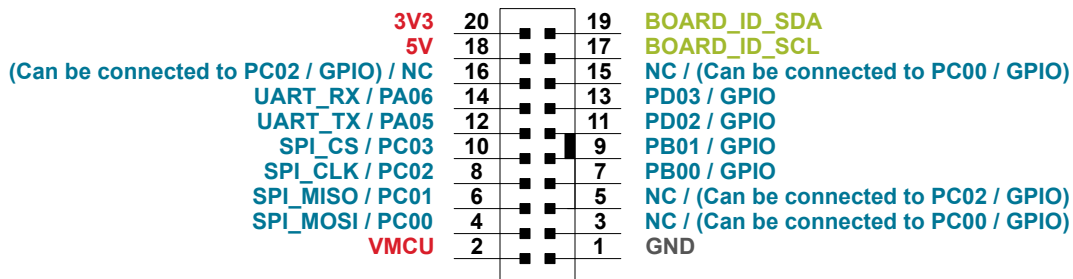 3V3 20 19 BOARD_ID_SDA
5V 18 17 BOARD_ID_SCL
(Can be connected to PC02 / GPIO) / NC 16 15 NC / (Can be connected to PC00 / GPIO)
UART_RX / PA06 14 13 PD03 / GPIO
UART_TX / PA05 12 11 PD02 / GPIO
SPI_CS / PC03 10 9 PB01 / GPIO
SPI_CLK / PC02 8 7 PB00 / GPIO
SPI_MISO / PC01 6 5 NC / (Can be connected to PC02 / GPIO)
SPI_MOSI / PC00 4 3 NC / (Can be connected to PC00 / GPIO)
VMCU 2 1 GND